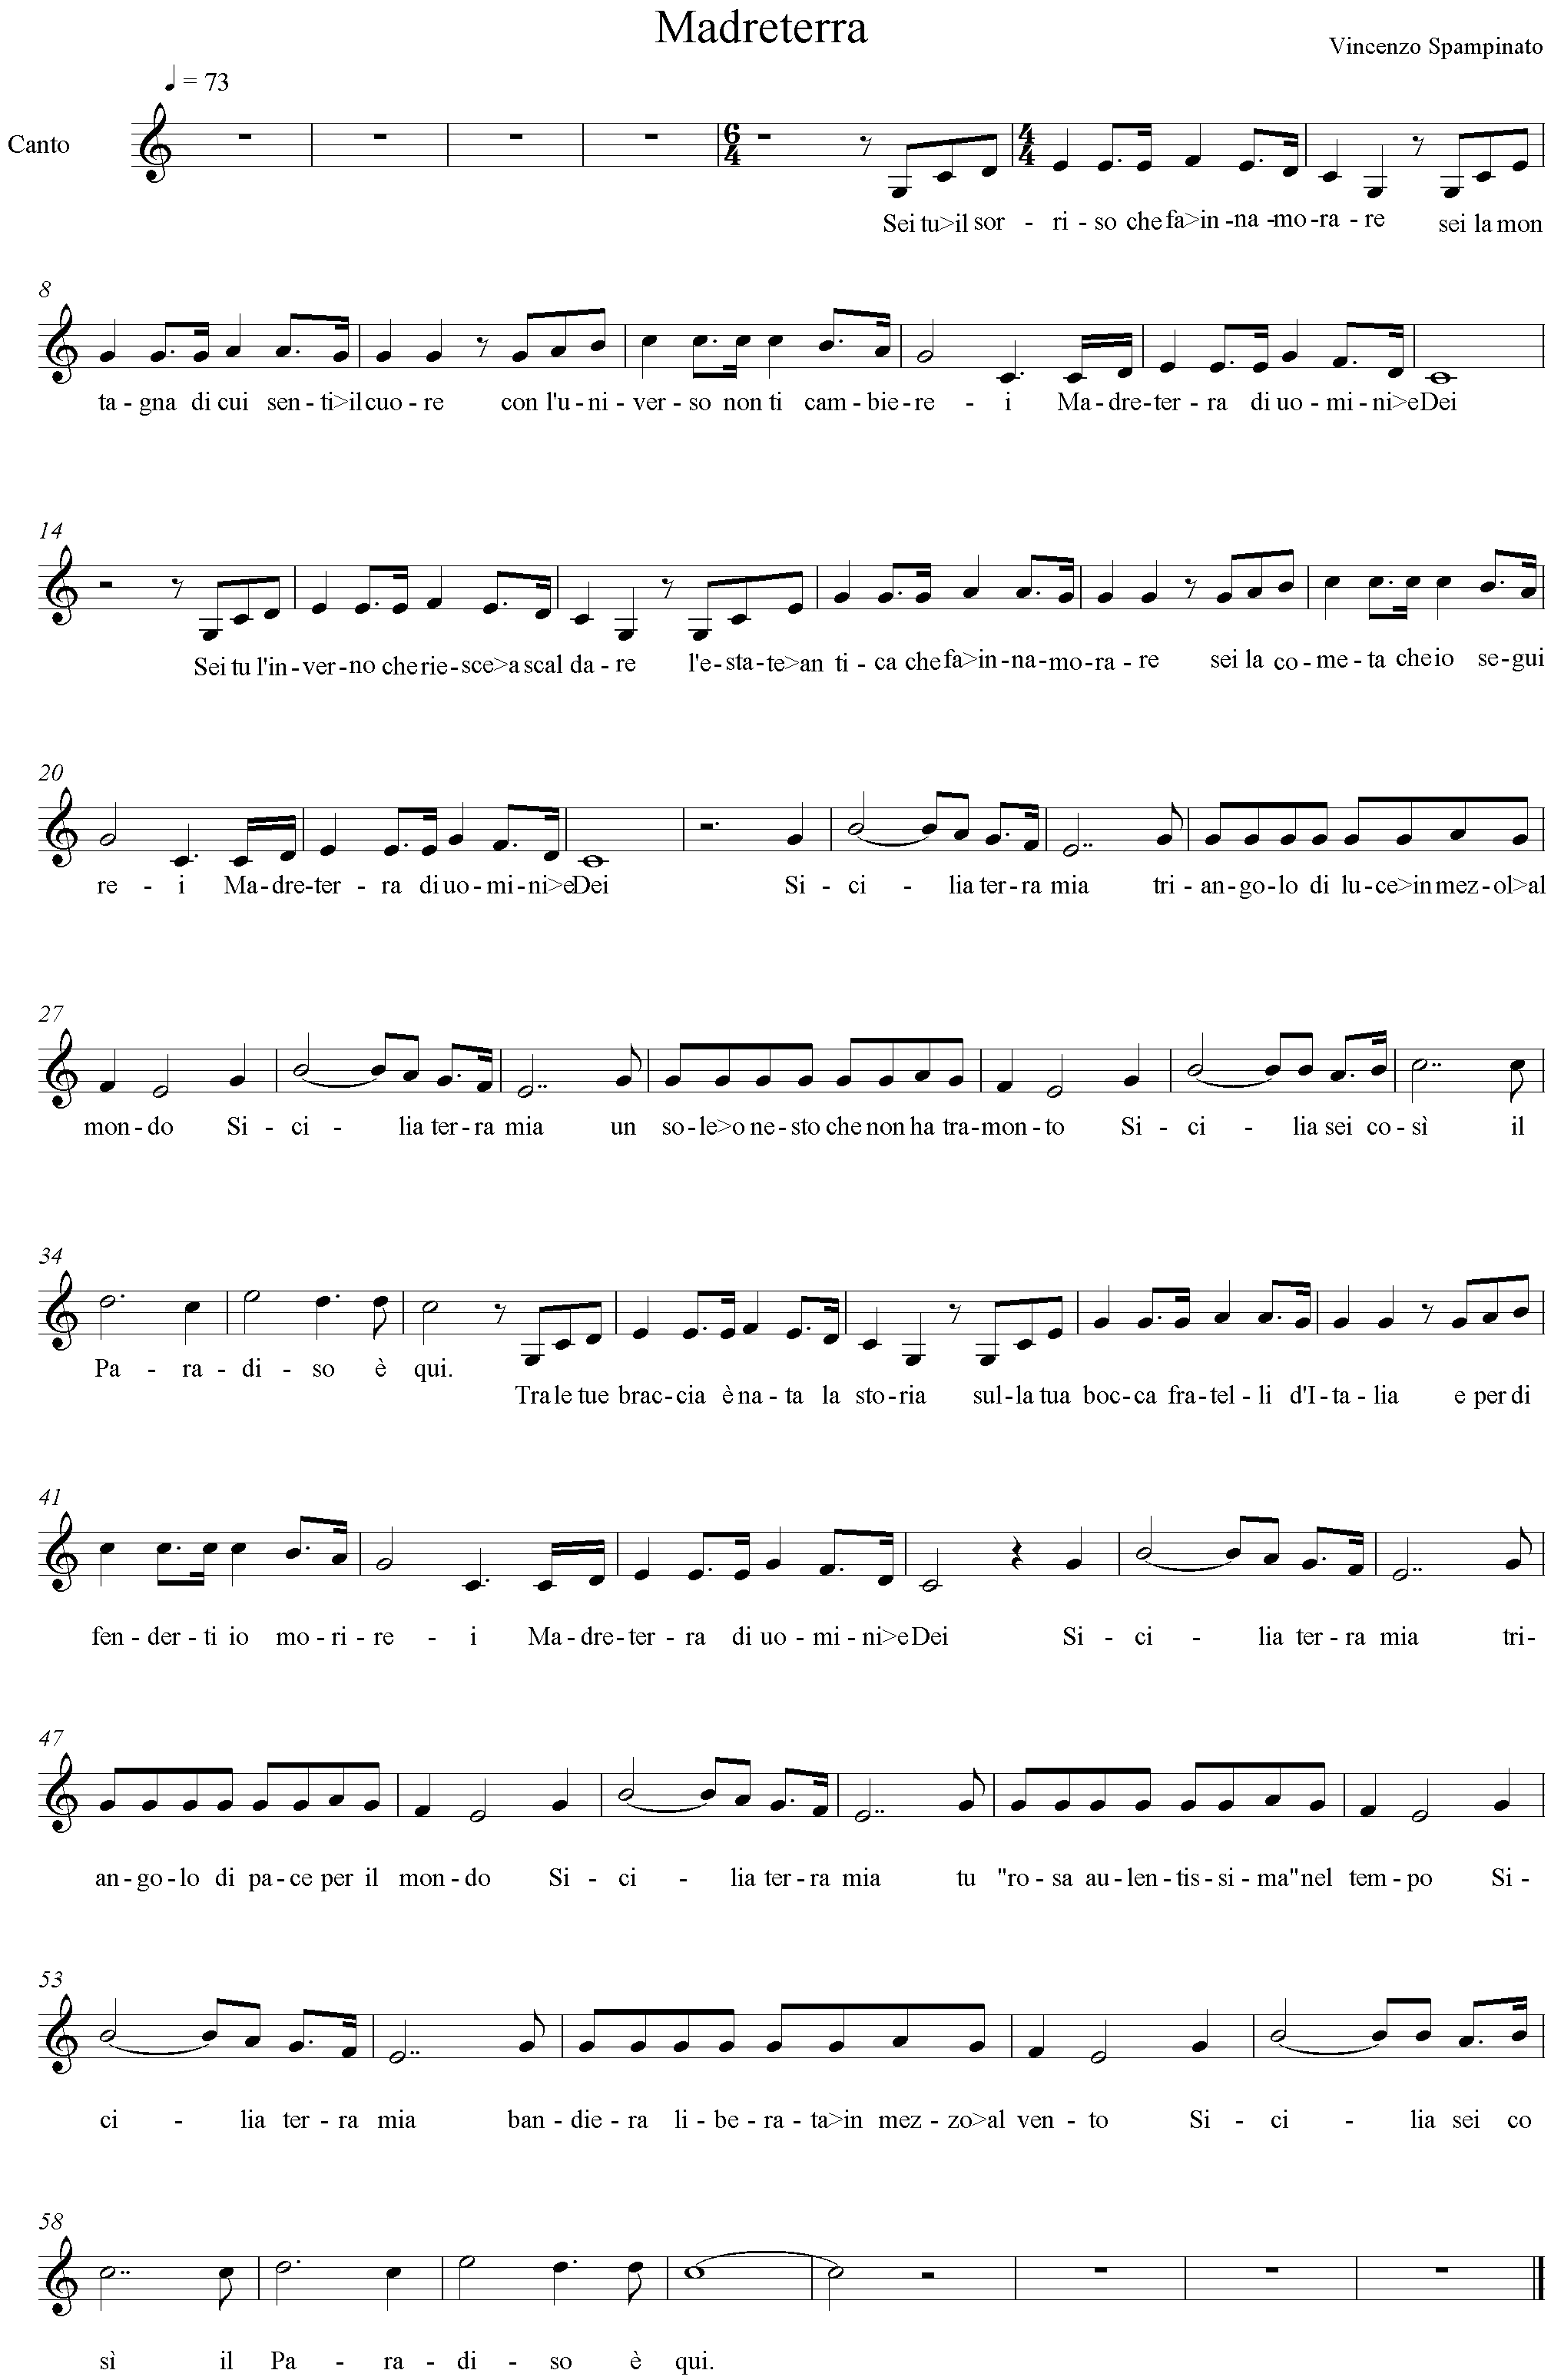 Madreterra
Vincenzo Spampinato
= 73
Canto
6
4
4
4
Sei tu>il sor - ri - so che fa>in -na -mo -ra - re sei la mon
8
ta - gna di cui sen - ti>il cuo - re con l'u - ni - ver - so non ti cam - bie - re - i Ma - dre - ter - ra di uo - mi - ni>e Dei
14
Sei tu l'in - ver - no che rie - sce>a scal da - re l'e - sta - te>an ti - ca che fa>in - na - mo - ra - re sei la co - me - ta che io se - gui
20
re - i Ma - dre - ter - ra di uo - mi - ni>e Dei Si - ci - lia ter - ra mia tri - an - go - lo di lu - ce>in mez - ol>al
27
mon - do Si - ci - lia ter - ra mia un so - le>o ne - sto che non ha tra - mon - to Si - ci - lia sei co - sì il
34
Pa - ra - di - so è qui.
Tra le tue brac - cia è na - ta la sto - ria sul - la tua boc - ca fra - tel - li d'I - ta - lia e per di
41
fen - der - ti io mo - ri - re - i Ma - dre - ter - ra di uo - mi - ni>e Dei Si - ci - lia ter - ra mia tri -
47
an - go - lo di pa - ce per il mon - do Si - ci - lia ter - ra mia tu "ro - sa au - len - tis - si - ma" nel tem - po Si -
53
ci - lia ter - ra mia ban - die - ra li - be - ra - ta>in mez - zo>al ven - to Si - ci - lia sei co
58
sì il Pa - ra - di - so è qui.